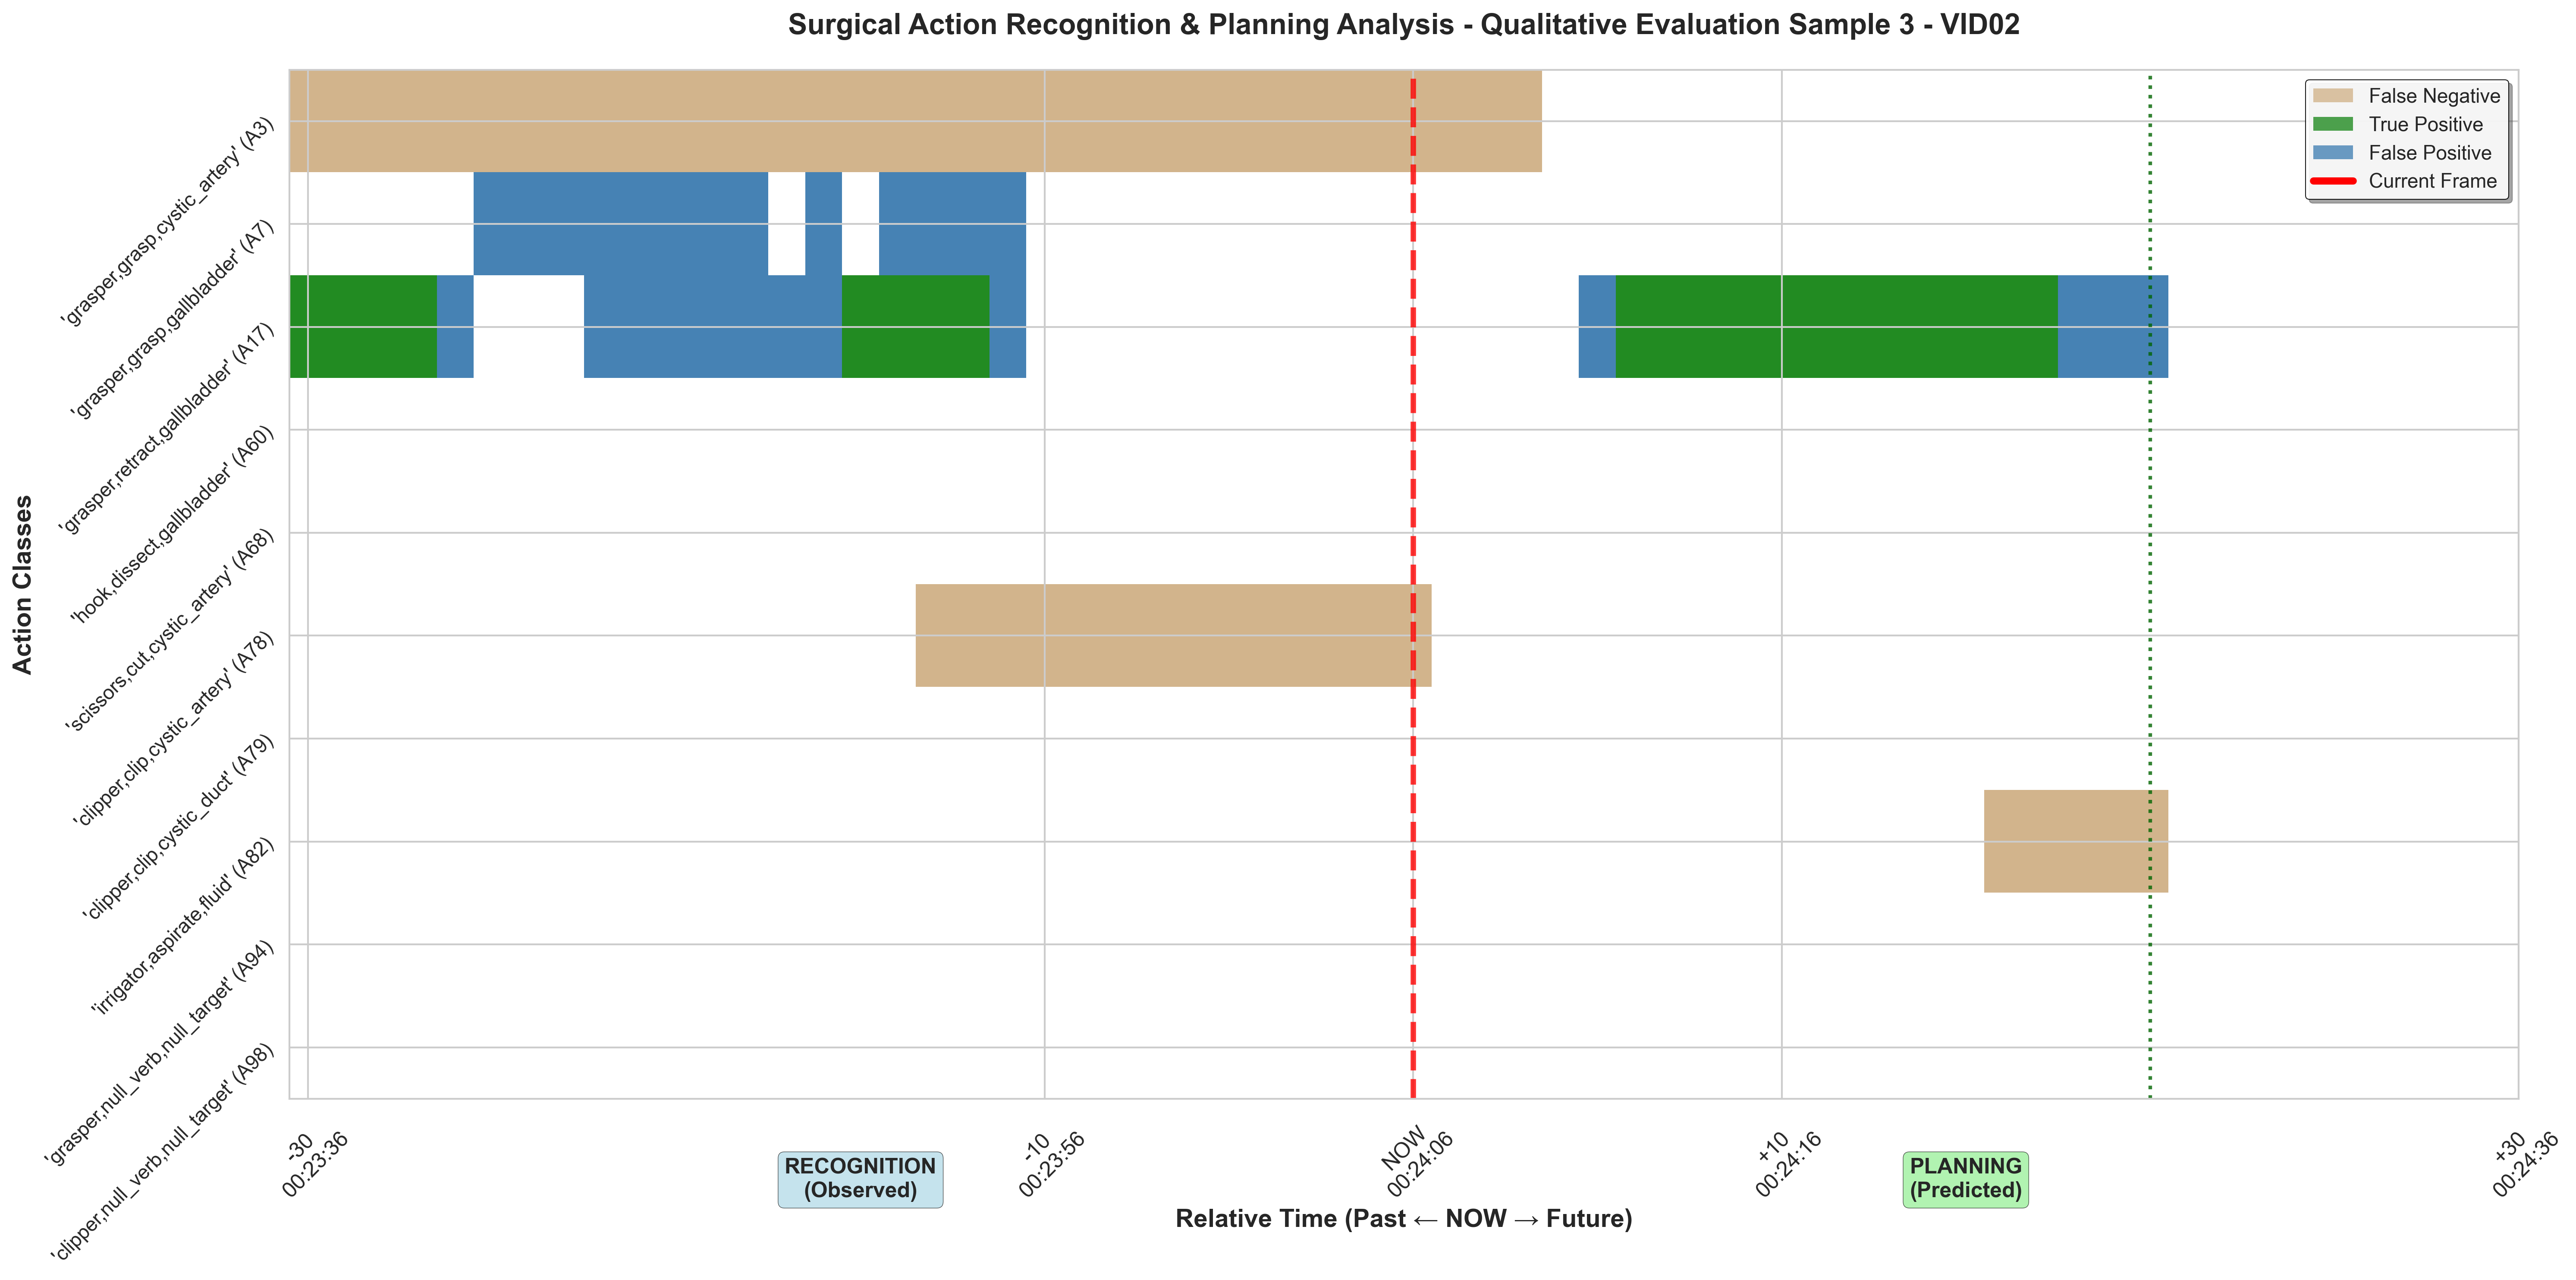 Surgical Action Recognition & Planning Analysis - Qualitative Evaluation Sample 3 - VID02
False Negative
True Positive
False Positive
Current Frame
Action Classes
'grasper,grasp,cystic_artery' (A3)
'grasper,grasp,gallbladder' (A7)
'grasper,retract,gallbladder' (A17)
'hook,dissect,gallbladder' (A60)
'scissors,cut,cystic_artery' (A68)
'clipper,clip,cystic_artery' (A78)
'clipper,clip,cystic_duct' (A79)
'irrigator,aspirate,fluid' (A82)
'grasper,null_verb,null_target' (A94)
'clipper,null_verb,null_target' (A98)
-30
00:23:36
-10
00:23:56
NOW
00:24:06
+10
00:24:16
+30
00:24:36
RECOGNITION
(Observed)
PLANNING
(Predicted)
Relative Time (Past ← NOW → Future)